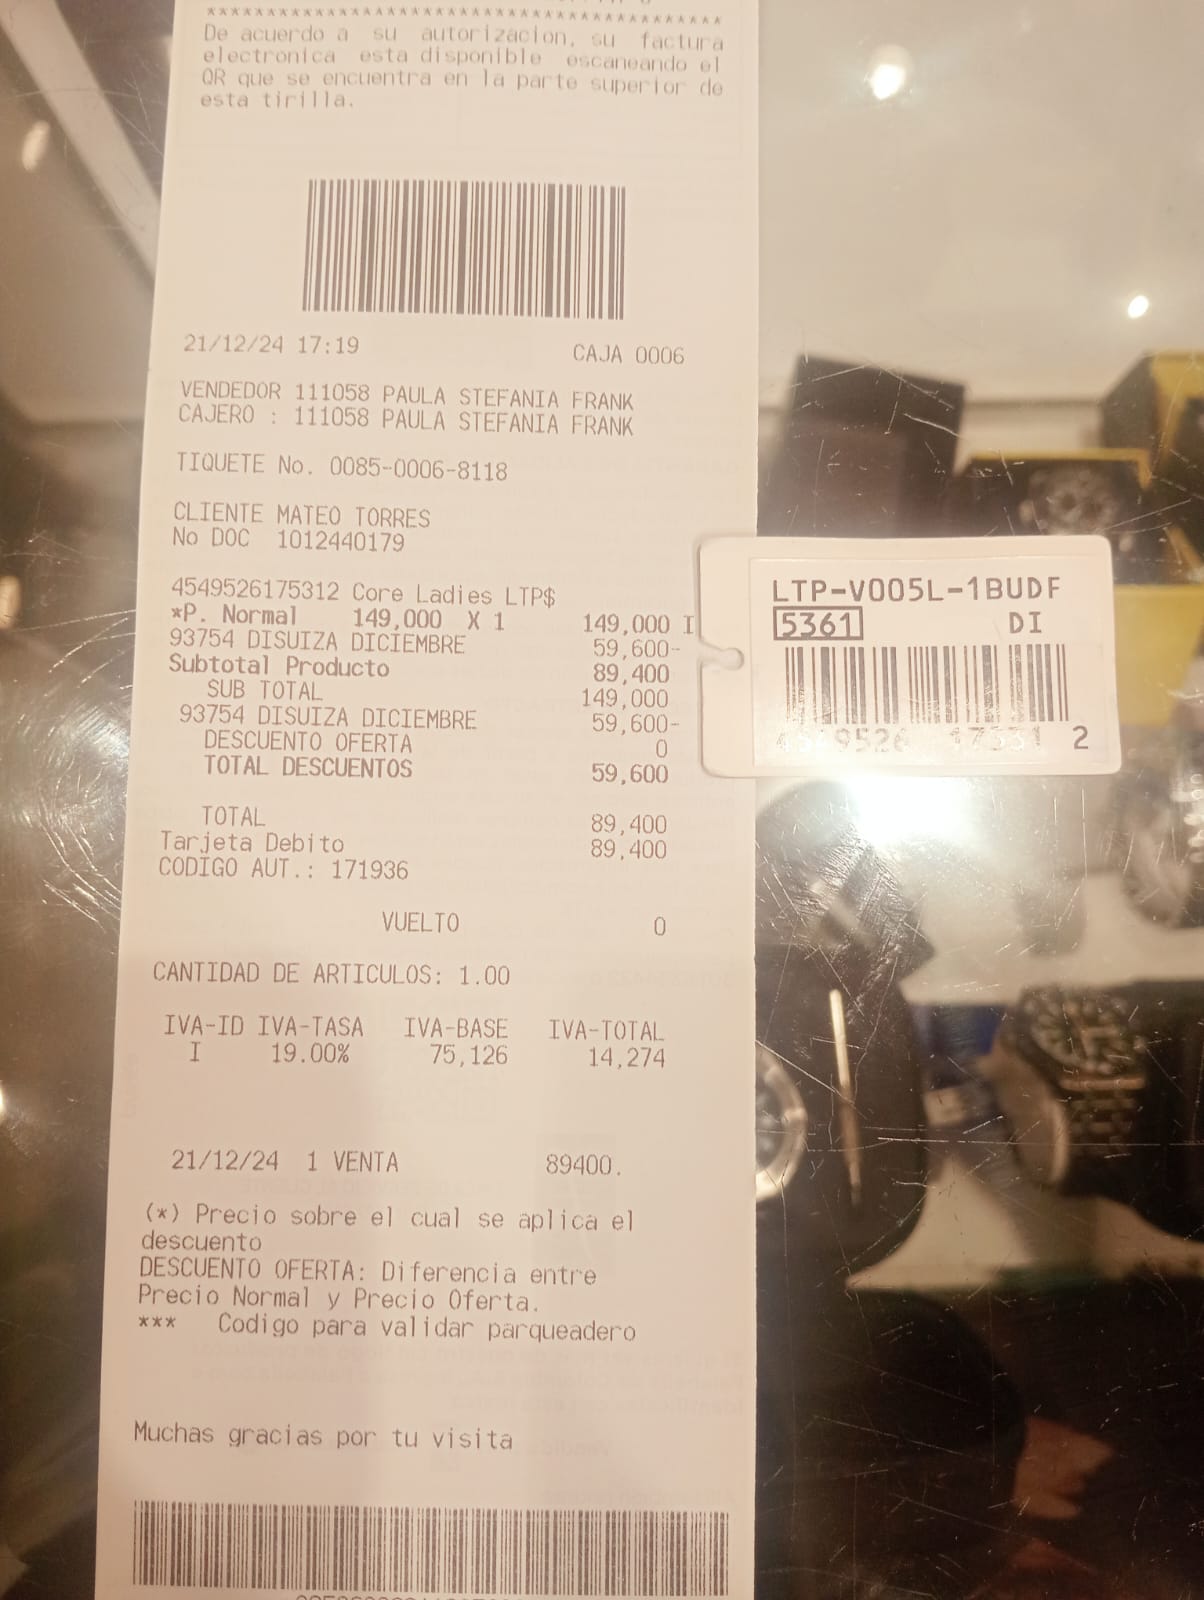 De acuerdo a su autorizacion, su factura
electronica esta disponible escaneando el
QR que se encuentra en la parte superior de
esta tirilla.
21/12/24 17:19 CAJA 0006
VENDEDOR 111058 PAULA STEFANIA FRANK
CAJERO : 111058 PAULA STEFANIA FRANK
TIQUETE No. 0085-0006-8118
CLIENTE MATEO TORRES
No DOC 1012440179
4549526175312 Core Ladies LTP$
*P. Normal 149,000 X 1 149,000 I
93754 DISUIZA DICIEMBRE 59,600-
Subtotal Producto 89,400
SUB TOTAL 149,000
93754 DISUIZA DICIEMBRE 59,600-
DESCUENTO OFERTA 0
TOTAL DESCUENTOS 59,600
TOTAL 89,400
Tarjeta Debito 89,400
CODIGO AUT.: 171936
VUELTO 0
CANTIDAD DE ARTICULOS: 1.00
IVA-ID IVA-TASA IVA-BASE IVA-TOTAL
I 19.00% 75,126 14,274
21/12/24 1 VENTA 89400.
(*) Precio sobre el cual se aplica el
descuento
DESCUENTO OFERTA: Diferencia entre
Precio Normal y Precio Oferta.
*** Codigo para validar parqueadero
Muchas gracias por tu visita
LTP-V005L-1BUDF
5361 DI
2